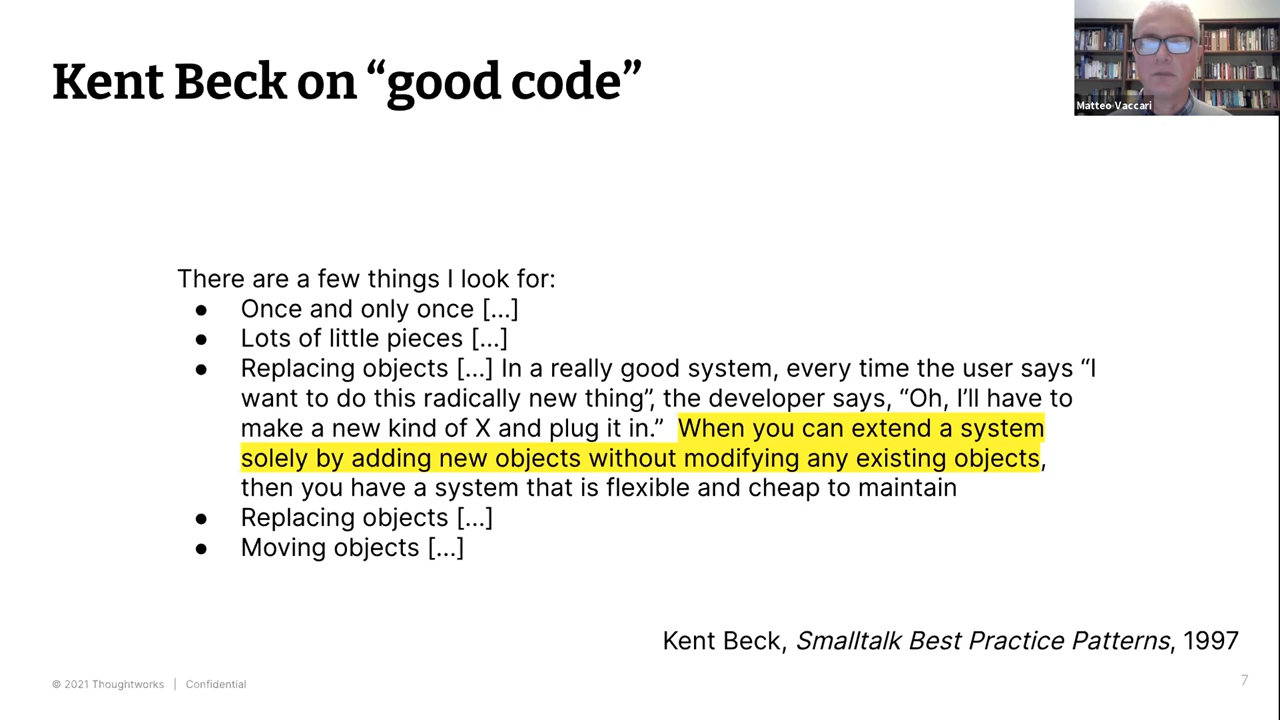 Kent Beck on “good code”
Matteo Vaccari
There are a few things I look for:
● Once and only once [...]
● Lots of little pieces [...]
● Replacing objects [...] In a really good system, every time the user says “I
want to do this radically new thing”, the developer says, “Oh, I’ll have to
make a new kind of X and plug it in.” When you can extend a system
solely by adding new objects without modifying any existing objects,
then you have a system that is flexible and cheap to maintain
● Replacing objects [...]
● Moving objects [...]
Kent Beck, Smalltalk Best Practice Patterns, 1997
© 2021 Thoughtworks | Confidential
7